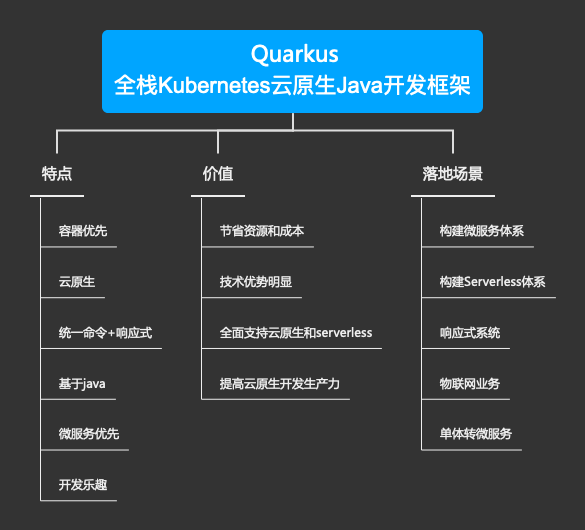 Quarkus
全栈Kubernetes云原生Java开发框架
特点
容器优先
云原生
统一命令+响应式
基于java
微服务优先
开发乐趣
价值
节省资源和成本
技术优势明显
全面支持云原生和serverless
提高云原生开发生产力
落地场景
构建微服务体系
构建Serverless体系
响应式系统
物联网业务
单体转微服务